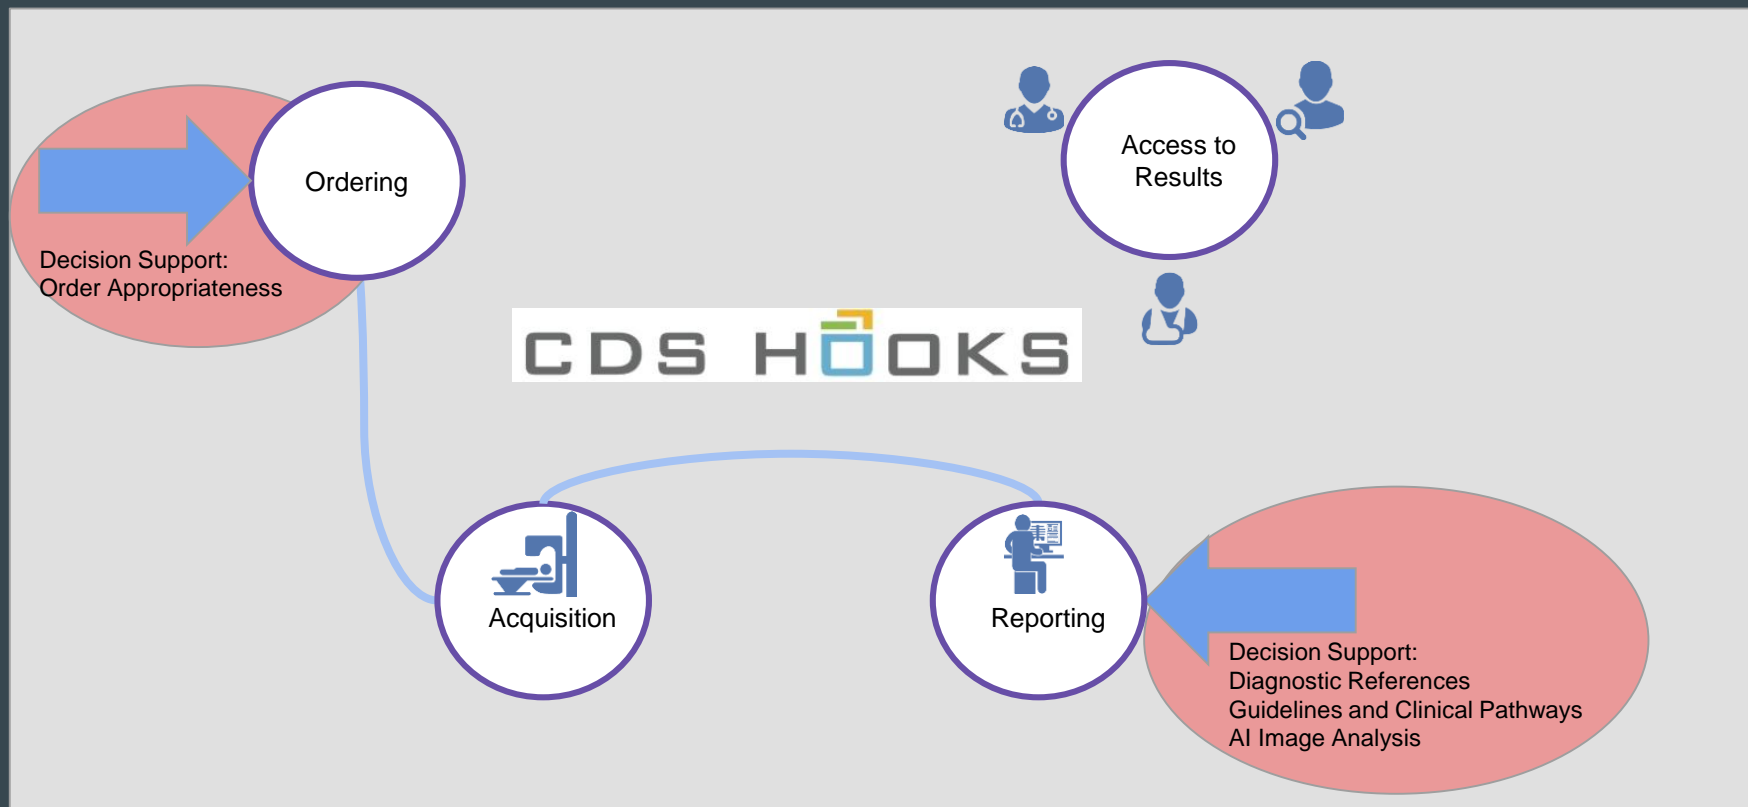 Ordering
Access to
Results
Decision Support:
Order Appropriateness
CDS HOOKS
Acquisition
Reporting
Decision Support:
Diagnostic References
Guidelines and Clinical Pathways
AI Image Analysis